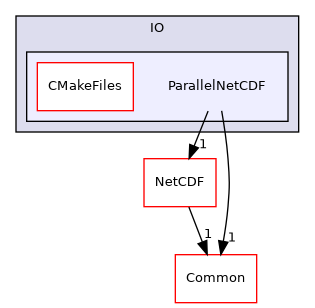 IO
CMakeFiles
ParallelNetCDF
1
NetCDF
1
1
Common